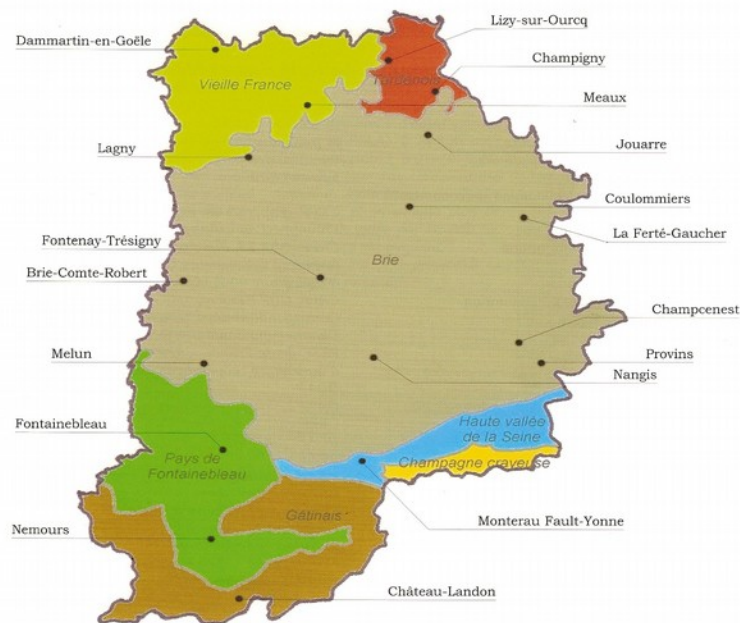 Lizy-sur-Ourcq
Dammartin-en-Goële
Champigny
Vieille France
Tardenois
Meaux
Jouarre
Lagny
Coulommiers
La Ferté-Gaucher
Fontenay-Trésigny
Brie
Brie-Comte-Robert
Champcenest
Melun
Provins
Nangis
Fontainebleau
Haute vallée
de la Seine
Pays de
Fontainebleau
Champagne crayeuse
Gâtinais
Monterau Fault-Yonne
Nemours
Château-Landon